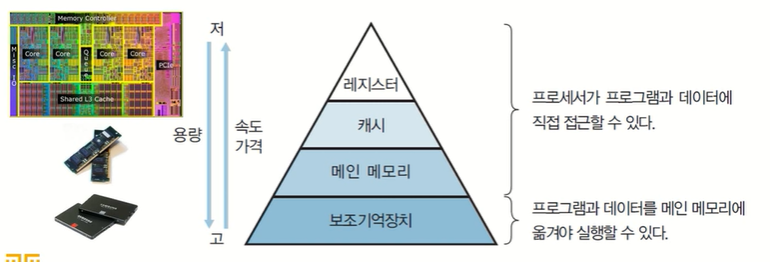 Memory Controller
Misc IO
Core
Core
Queue
Core
Core
PCIe
Shared L3 Cache
저
용량
속도
가격
고
레지스터
캐시
메인 메모리
보조기억장치
프로세서가 프로그램과 데이터에
직접 접근할 수 있다.
프로그램과 데이터를 메인 메모리에
옮겨야 실행할 수 있다.